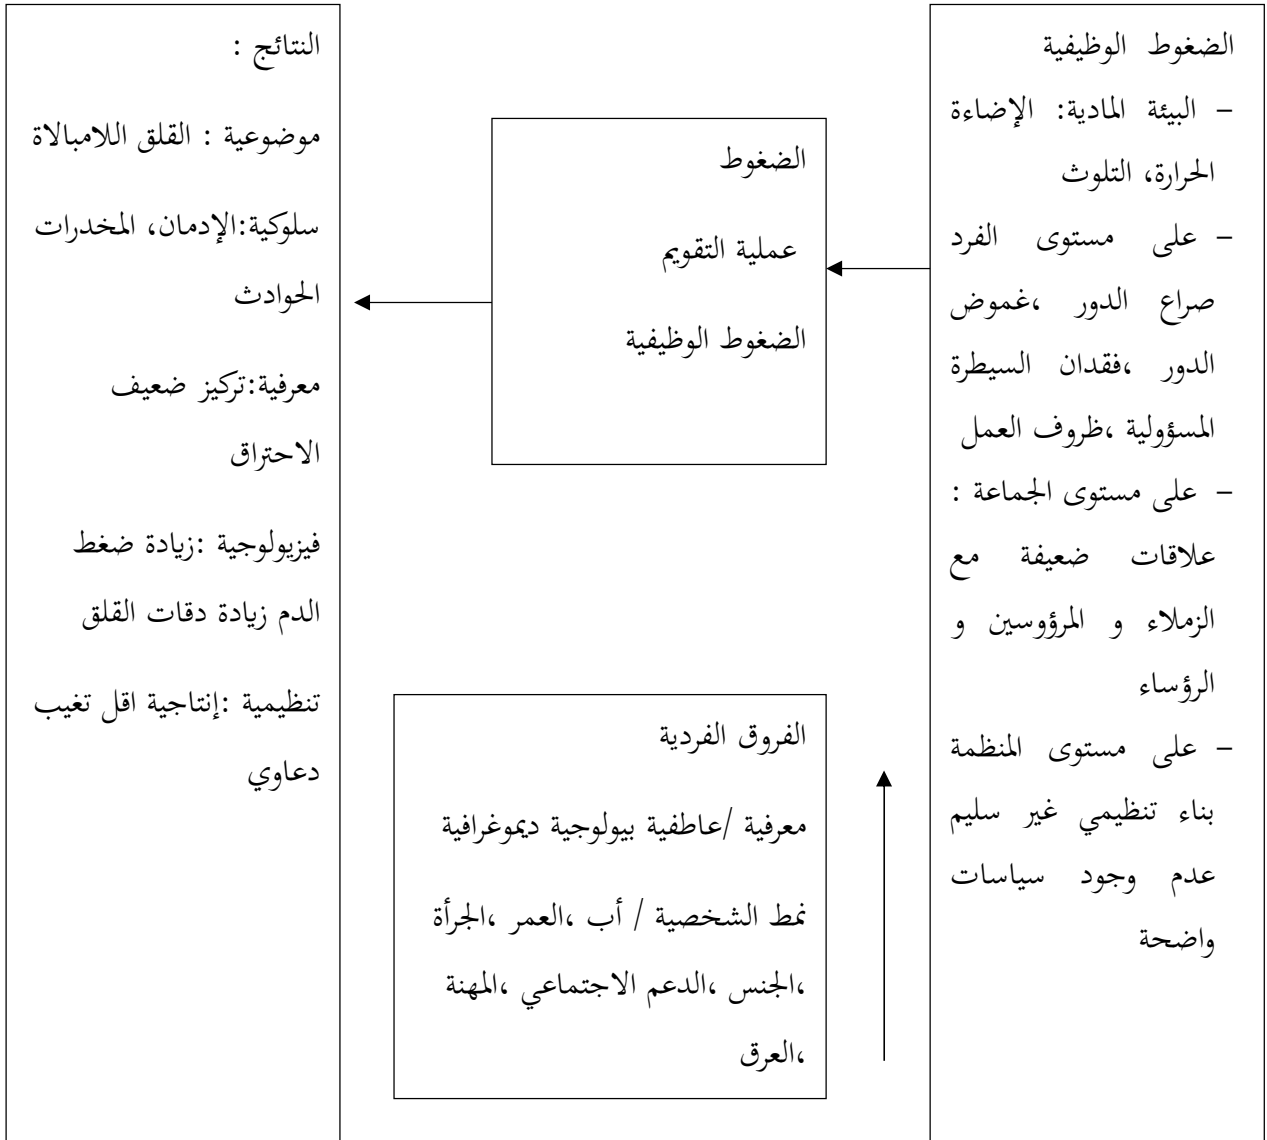 الضغوط الوظيفية
– البيئة المادية: الإضاءة
الحرارة، التلوث
– على مستوى الفرد
صراع الدور ،غموض
الدور ،فقدان السيطرة
المسؤولية ،ظروف العمل
– على مستوى الجماعة :
علاقات ضعيفة مع
الزملاء و المرؤوسين و
الرؤساء
– على مستوى المنظمة
بناء تنظيمي غير سليم
عدم وجود سياسات
واضحة
الضغوط
عملية التقويم
الضغوط الوظيفية
الفروق الفردية
معرفية /عاطفية بيولوجية ديموغرافية
نمط الشخصية / أب ،العمر ،الجرأة
،الجنس ،الدعم الاجتماعي ،المهنة
،العرق
النتائج :
موضوعية : القلق اللامبالاة
سلوكية:الإدمان، المخدرات
الحوادث
معرفية:تركيز ضعيف
الاحتراق
فيزيولوجية :زيادة ضغط
الدم زيادة دقات القلق
تنظيمية :إنتاجية اقل تغيب
دعاوي